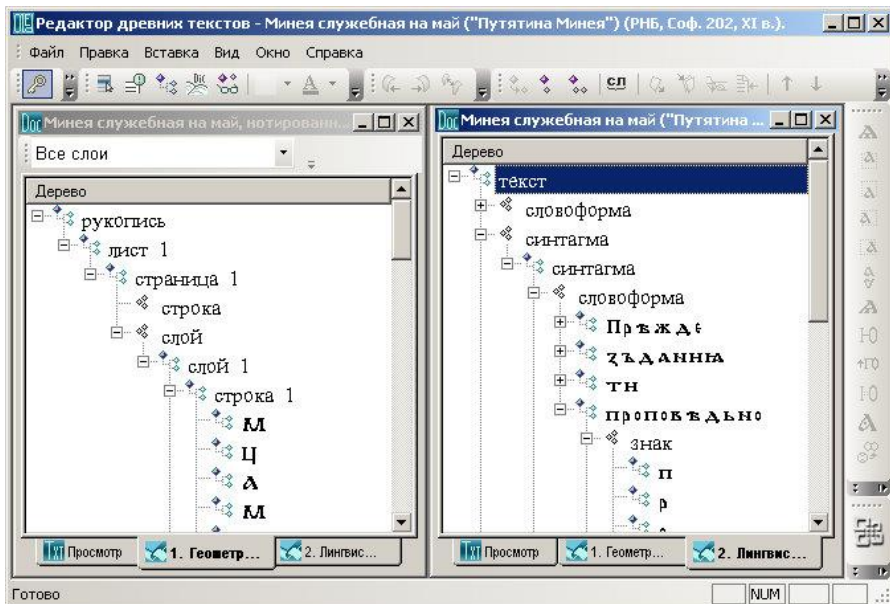 Редактор древних текстов - Минея служебная на май ("Путятина Минея") (РНБ, Соф. 202, XI в.).
Файл Правка Вставка Вид Окно Справка
сл
Минея служебная на май, нотированн...
Все слои
Дерево
рукопись
лист 1
страница 1
строка
слой
слой 1
строка 1
м
ц
а
м
Просмотр 1. Геометр... 2. Лингвис...
Минея служебная на май ("Путятина ...
Дерево
текст
словоформа
синтагма
синтагма
словоформа
Прѣжде
ꙁъданиꙗ
ти
проповѣдьно
знак
п
р
Просмотр 1. Геометр... 2. Лингвис...
Готово NUM